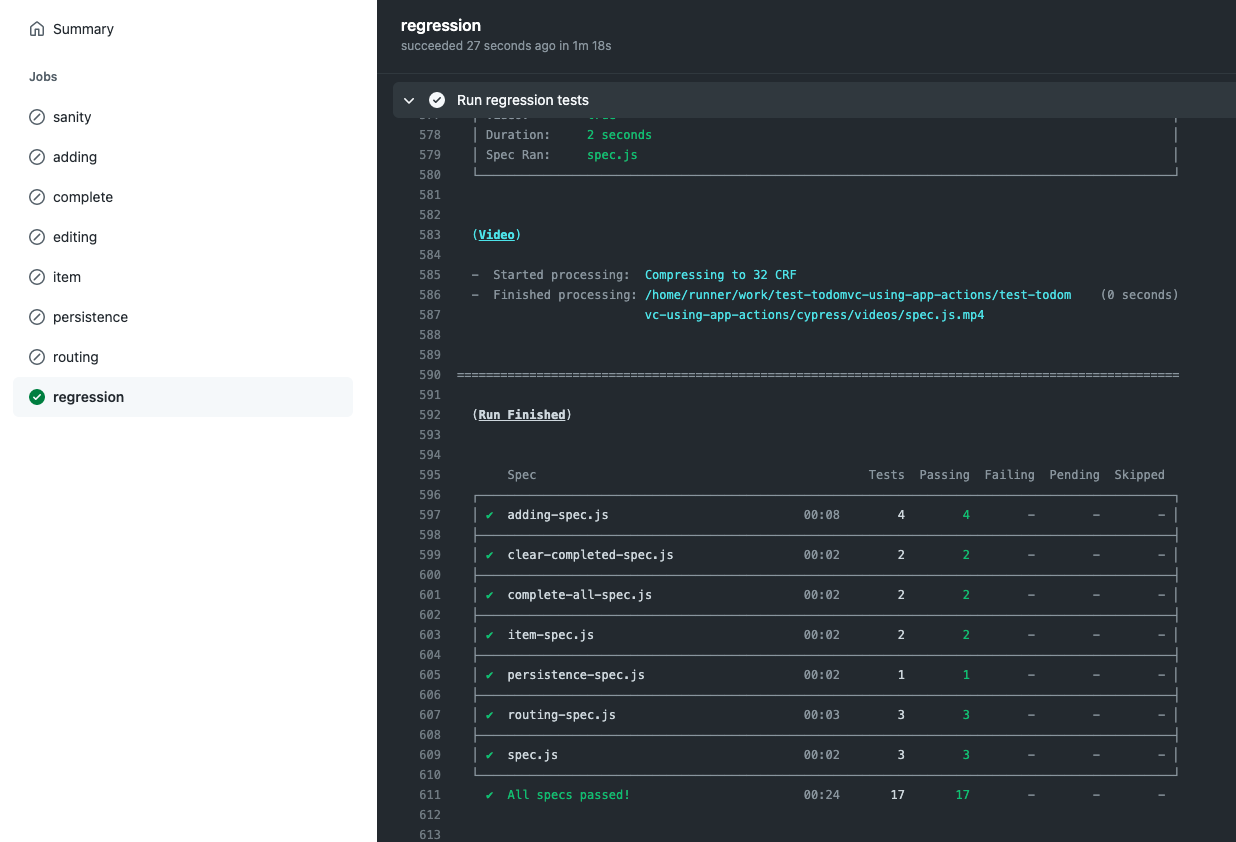 Summary
Jobs
sanity
adding
complete
editing
item
persistence
routing
regression
regression
succeeded 27 seconds ago in 1m 18s
Run regression tests
578 │ Duration: 2 seconds │
579 │ Spec Ran: spec.js │
580
581
582
583 (Video)
584
585 - Started processing: Compressing to 32 CRF
586 - Finished processing: /home/runner/work/test-todomvc-using-app-actions/test-todom (0 seconds)
587 vc-using-app-actions/cypress/videos/spec.js.mp4
588
589
590 ====================================================================================================
591
592 (Run Finished)
593
594
595 Spec Tests Passing Failing Pending Skipped
596
597 │ ✔ adding-spec.js 00:08 4 4 - - - │
598
599 │ ✔ clear-completed-spec.js 00:02 2 2 - - - │
600
601 │ ✔ complete-all-spec.js 00:02 2 2 - - - │
602
603 │ ✔ item-spec.js 00:02 2 2 - - - │
604
605 │ ✔ persistence-spec.js 00:02 1 1 - - - │
606
607 │ ✔ routing-spec.js 00:03 3 3 - - - │
608
609 │ ✔ spec.js 00:02 3 3 - - - │
610
611 ✔ All specs passed! 00:24 17 17 - - -
612
613